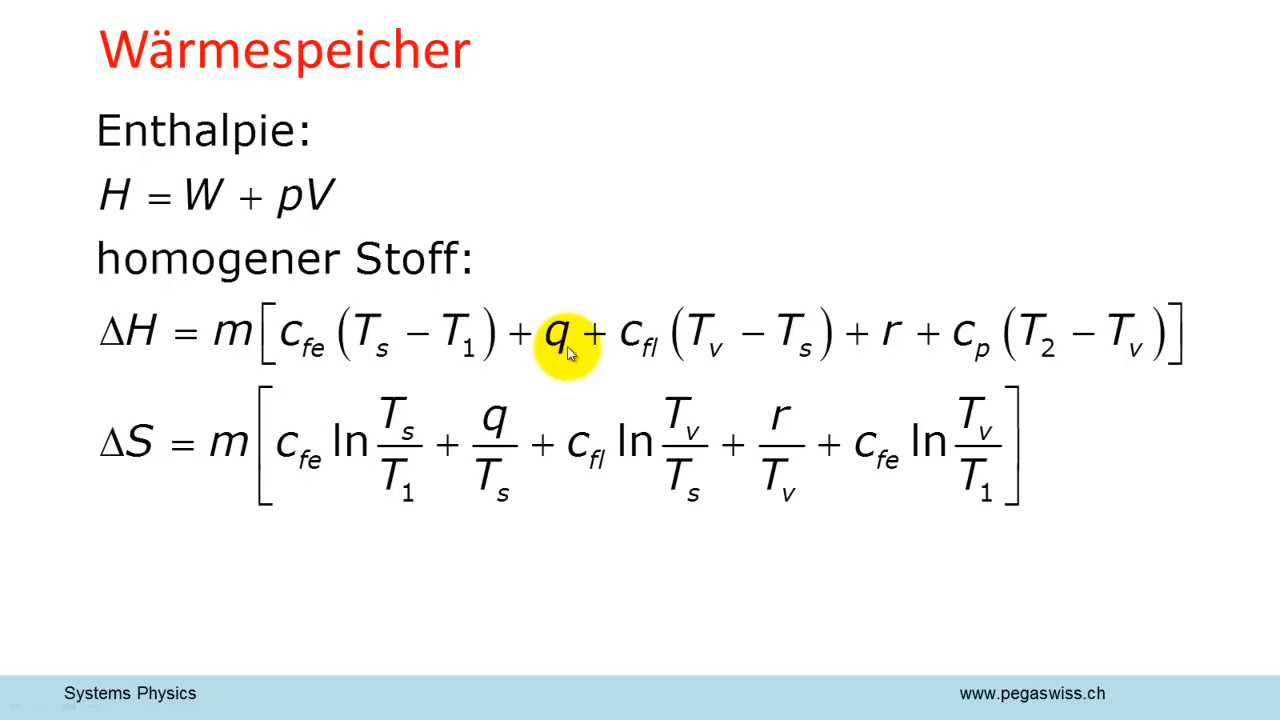 Wärmespeicher
Enthalpie:
H = W + pV
homogener Stoff:
ΔH = m[c_fe (T_s − T_1) + q + c_fl (T_v − T_s) + r + c_p (T_2 − T_v)]
ΔS = m[c_fe ln T_s/T_1 + q/T_s + c_fl ln T_v/T_s + r/T_v + c_fe ln T_v/T_1]
Systems Physics
www.pegaswiss.ch